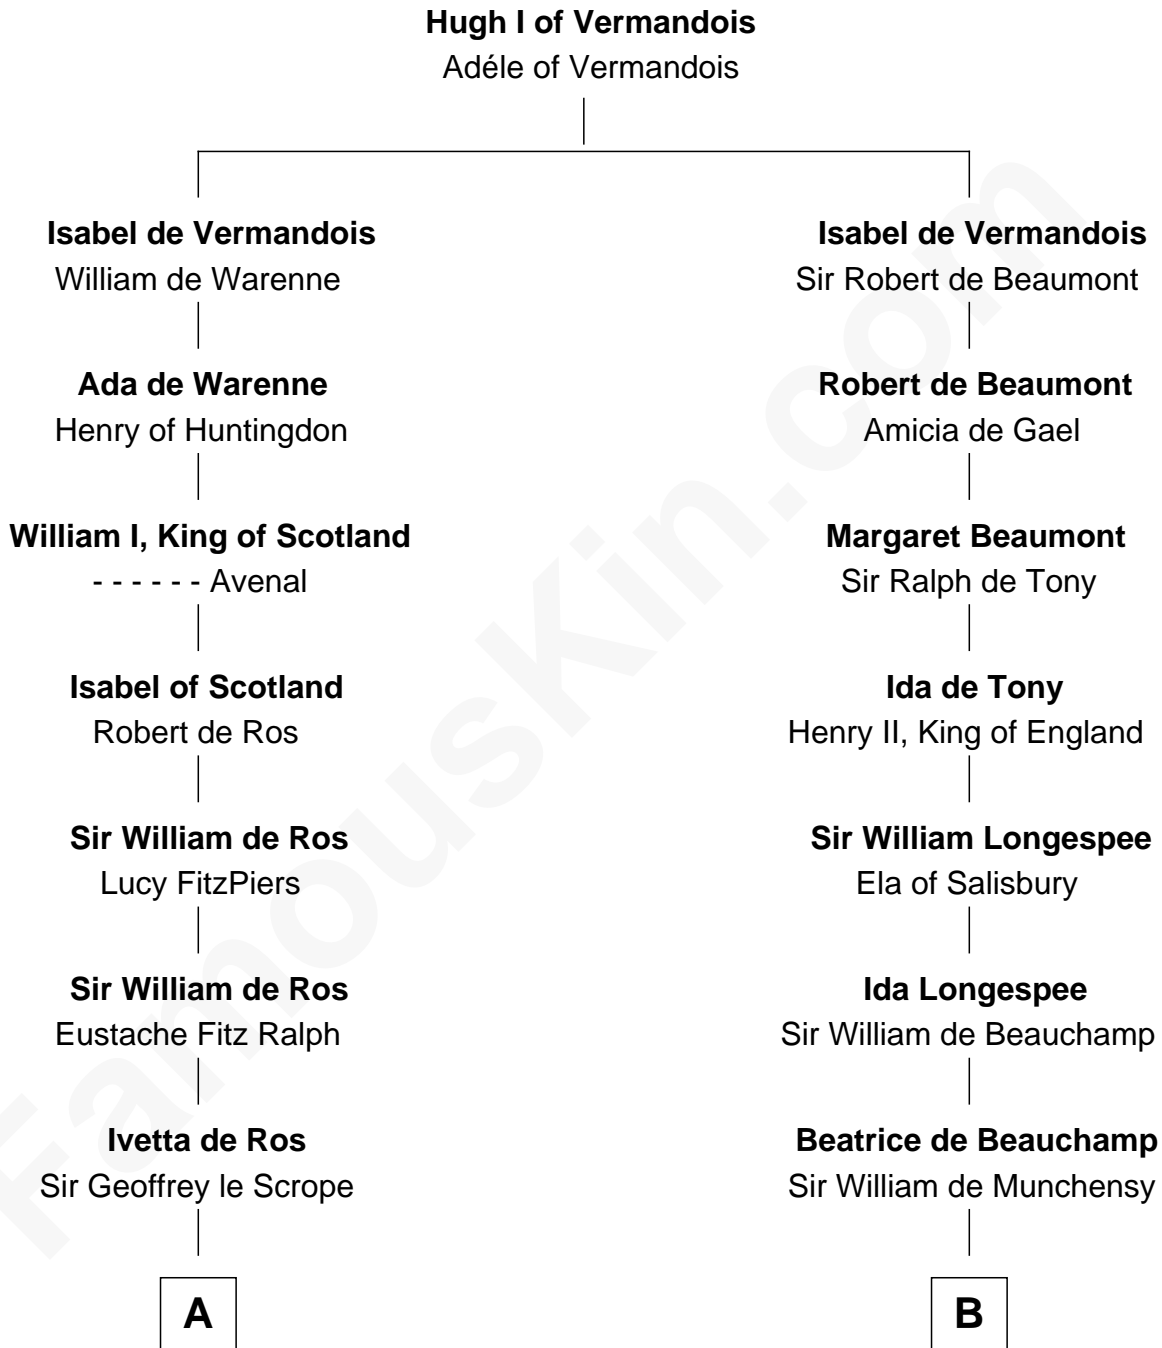 Hugh I of Vermandois
Adéle of Vermandois
Isabel de Vermandois
William de Warenne
Ada de Warenne
Henry of Huntingdon
William I, King of Scotland
- - - - - - Avenal
Isabel of Scotland
Robert de Ros
Sir William de Ros
Lucy FitzPiers
Sir William de Ros
Eustache Fitz Ralph
Ivetta de Ros
Sir Geoffrey le Scrope
A
Isabel de Vermandois
Sir Robert de Beaumont
Robert de Beaumont
Amicia de Gael
Margaret Beaumont
Sir Ralph de Tony
Ida de Tony
Henry II, King of England
Sir William Longespee
Ela of Salisbury
Ida Longespee
Sir William de Beauchamp
Beatrice de Beauchamp
Sir William de Munchensy
B
FamousKin.com